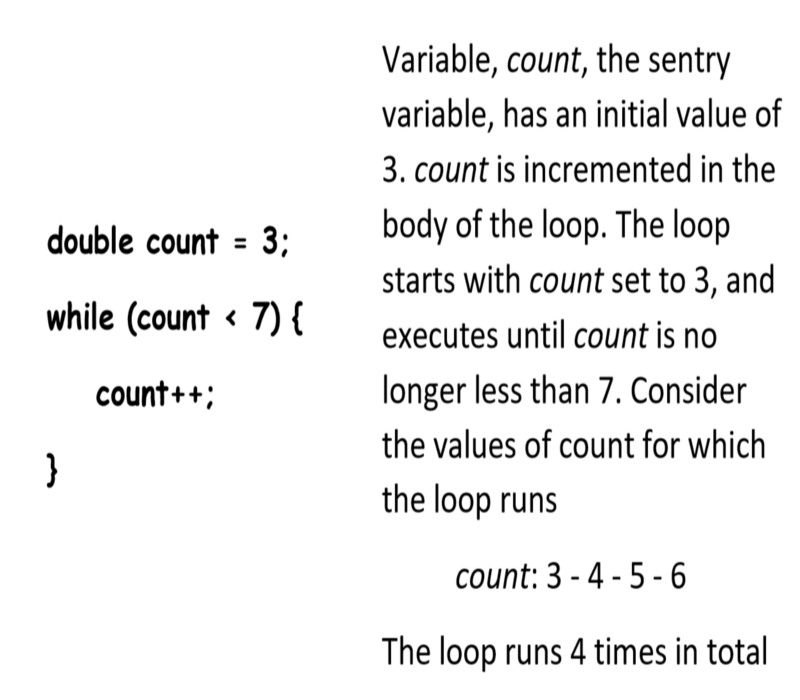 double count = 3;
while (count < 7) {
count++;
}
Variable, count, the sentry
variable, has an initial value of
3. count is incremented in the
body of the loop. The loop
starts with count set to 3, and
executes until count is no
longer less than 7. Consider
the values of count for which
the loop runs
count: 3 - 4 - 5 - 6
The loop runs 4 times in total